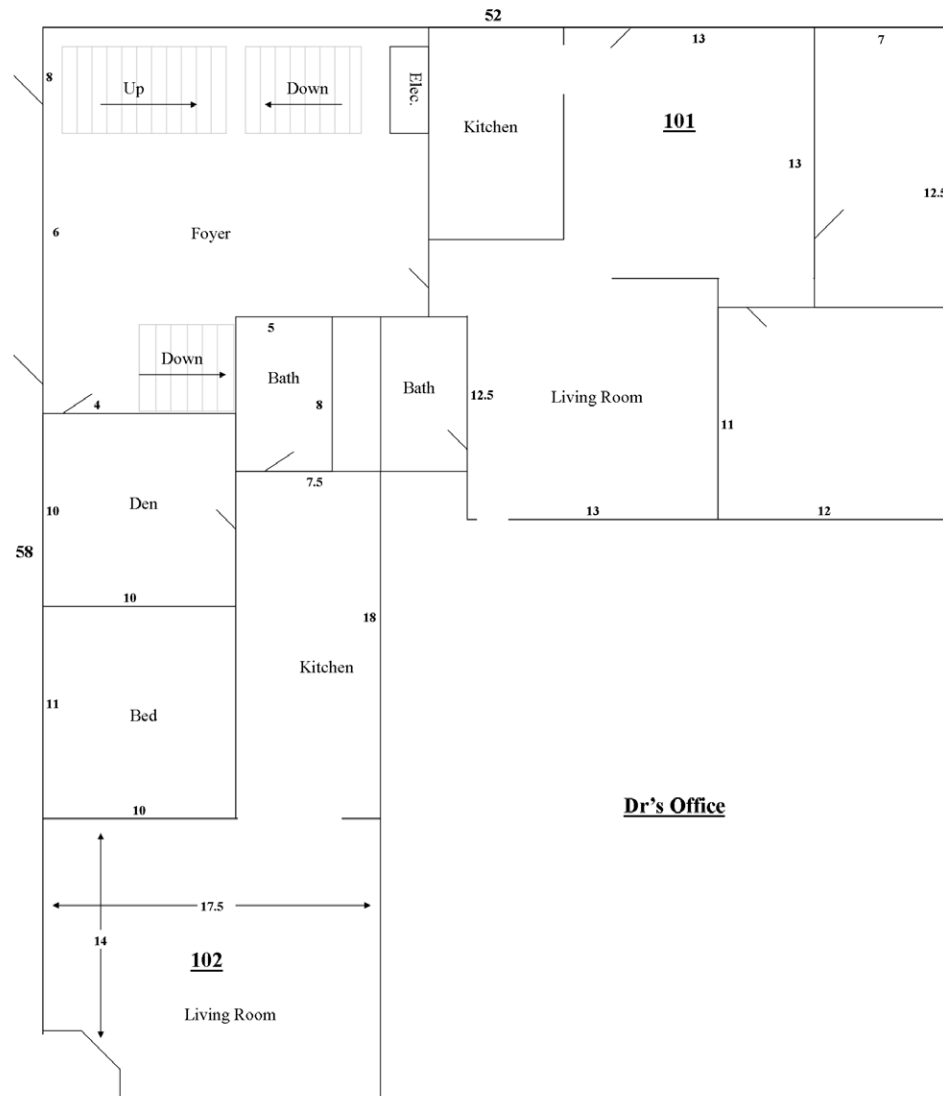 52
8
Up
Down
Elec.
13
7
Kitchen
101
13
12.5
6
Foyer
5
Down
Bath
8
Bath
12.5
Living Room
4
11
7.5
Den
10
13
12
58
10
18
Kitchen
11
Bed
10
Dr's Office
17.5
14
102
Living Room